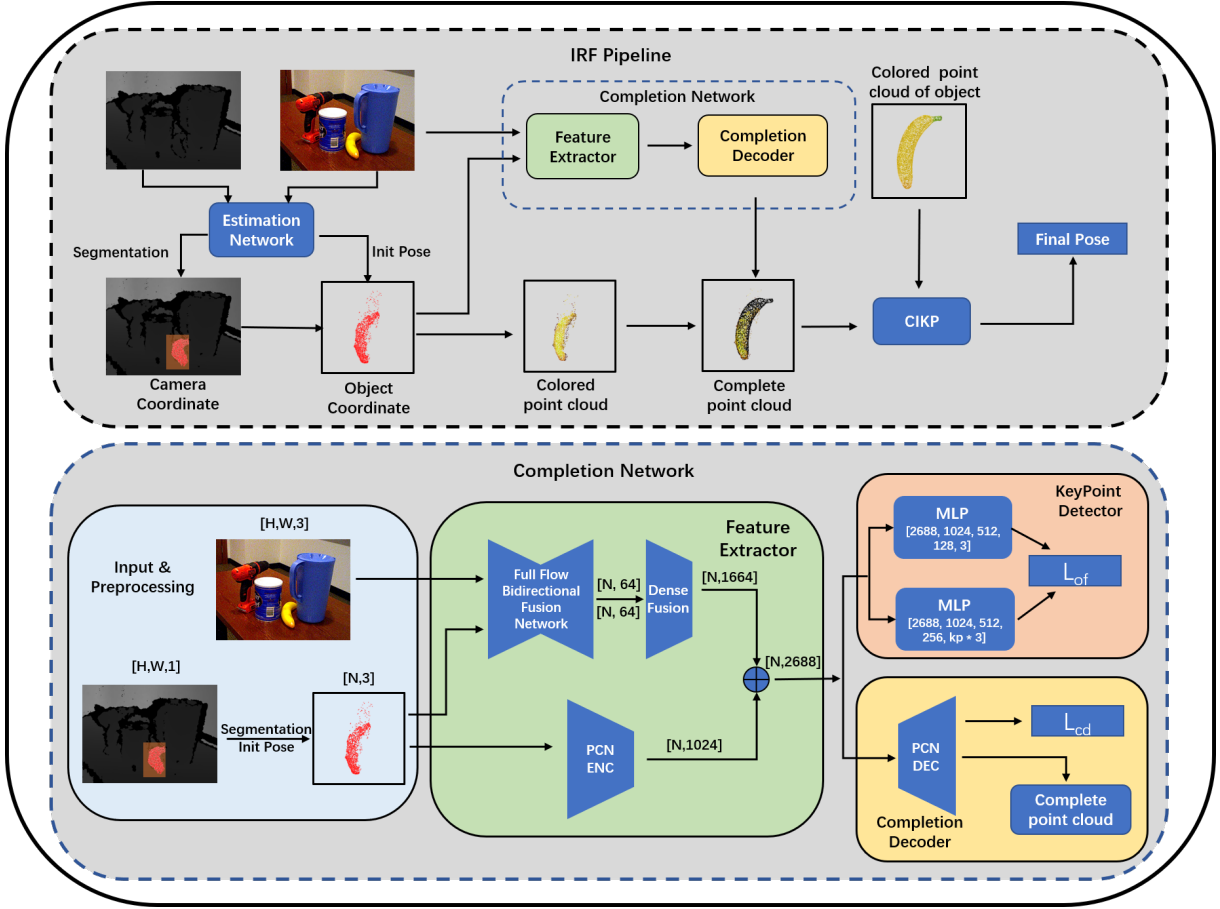 IRF Pipeline
Completion Network
Colored point
cloud of object
Feature
Extractor
Completion
Decoder
Estimation
Network
Segmentation
Init Pose
Final Pose
CIKP
Camera
Coordinate
Object
Coordinate
Colored
point cloud
Complete
point cloud
Completion Network
Input &
Preprocessing
[H,W,3]
[H,W,1]
Segmentation
Init Pose
[N,3]
Feature
Extractor
Full Flow
Bidirectional
Fusion
Network
[N, 64]
[N, 64]
Dense
Fusion
[N,1664]
PCN
ENC
[N,1024]
[N,2688]
KeyPoint
Detector
MLP
[2688, 1024, 512,
128, 3]
MLP
[2688, 1024, 512,
256, kp * 3]
Lof
PCN
DEC
Lcd
Complete
point cloud
Completion
Decoder